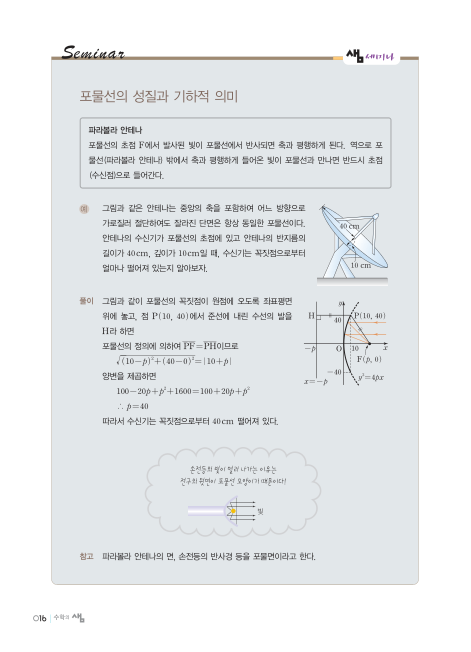 Seminar
샘 세미나
포물선의 성질과 기하적 의미
파라볼라 안테나
포물선의 초점 F에서 발사된 빛이 포물선에서 반사되면 축과 평행하게 된다. 역으로 포
물선(파라볼라 안테나) 밖에서 축과 평행하게 들어온 빛이 포물선과 만나면 반드시 초점
(수신점)으로 들어간다.
예 그림과 같은 안테나는 중앙의 축을 포함하여 어느 방향으로
가로질러 절단하여도 잘라진 단면은 항상 동일한 포물선이다.
안테나의 수신기가 포물선의 초점에 있고 안테나의 반지름의
길이가 40cm, 깊이가 10cm일 때, 수신기는 꼭짓점으로부터
얼마나 떨어져 있는지 알아보자.
40 cm
10 cm
풀이 그림과 같이 포물선의 꼭짓점이 원점에 오도록 좌표평면
위에 놓고, 점 P(10, 40)에서 준선에 내린 수선의 발을
H라 하면
포물선의 정의에 의하여 PF=PH이므로
√(10-p)²+(40-0)²=|10+p|
양변을 제곱하면
100-20p+p²+1600=100+20p+p²
∴ p=40
따라서 수신기는 꼭짓점으로부터 40cm 떨어져 있다.
y
H 40 P(10, 40)
-p O 10 x
F(p, 0)
-40
y²=4px
x=-p
손전등의 빛이 멀리 나가는 이유는
전구의 뒷면이 포물선 모양이기 때문이다!
빛
참고 파라볼라 안테나의 면, 손전등의 반사경 등을 포물면이라고 한다.
016 수학의 샘